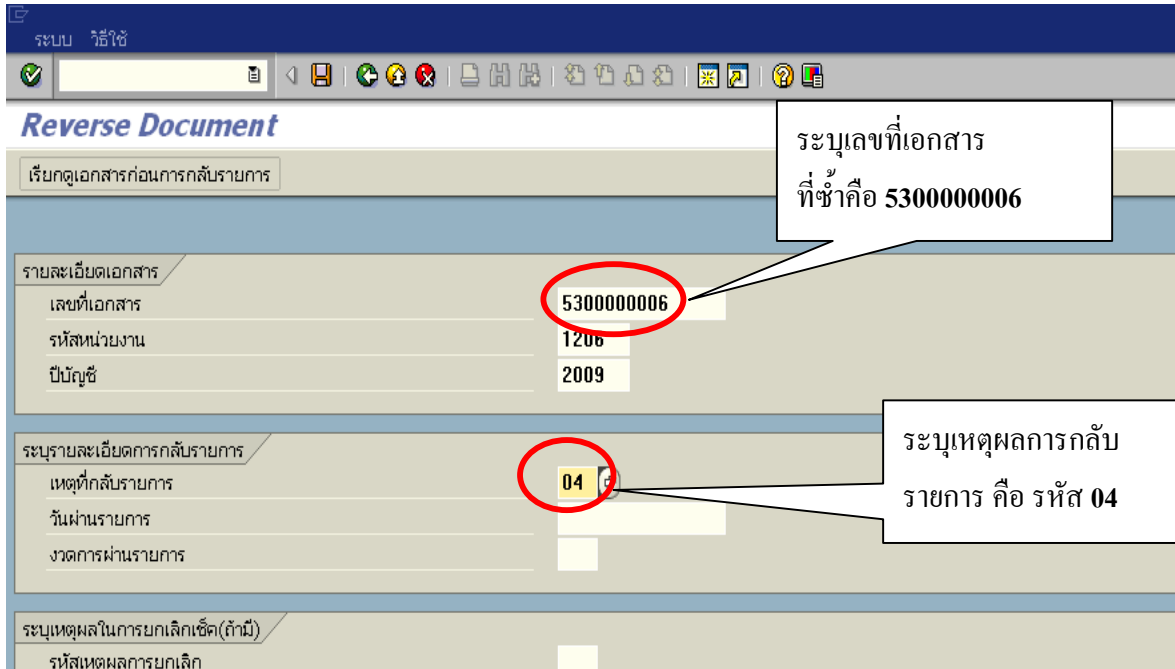 ระบบ วิธีใช้
Reverse Document
เรียกดูเอกสารก่อนการกลับรายการ
ระบุเลขที่เอกสาร
ที่ซ้ำคือ 5300000006
รายละเอียดเอกสาร
เลขที่เอกสาร 5300000006
รหัสหน่วยงาน 1206
ปีบัญชี 2009
ระบุรายละเอียดการกลับรายการ
เหตุที่กลับรายการ 04
วันผ่านรายการ
งวดการผ่านรายการ
ระบุเหตุผลการกลับ
รายการ คือ รหัส 04
ระบุเหตุผลในการยกเลิกเช็ค(ถ้ามี)
รหัสเหตุผลการยกเลิก